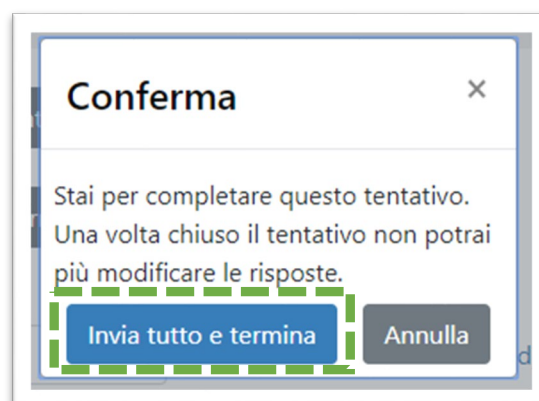 Conferma ×
Stai per completare questo tentativo.
Una volta chiuso il tentativo non potrai
più modificare le risposte.
Invia tutto e termina Annulla